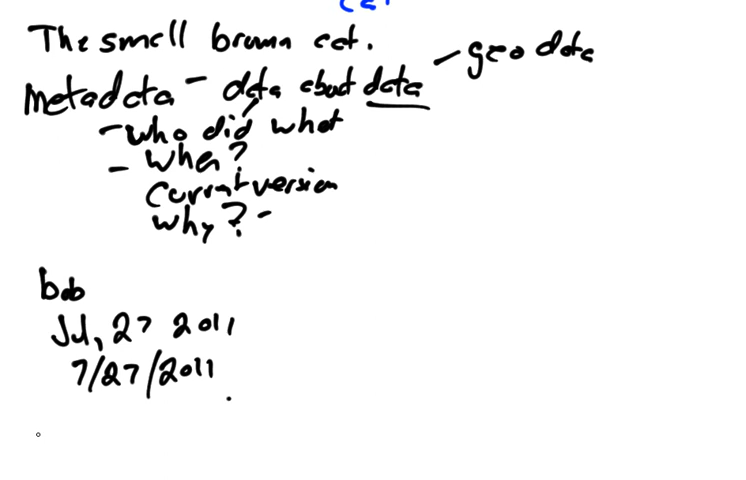 The small brown cat.
- geo data
Metadata - data about data
- who did what
- when?
current version
why? -
bob
Jul, 27 2011
7/27/2011